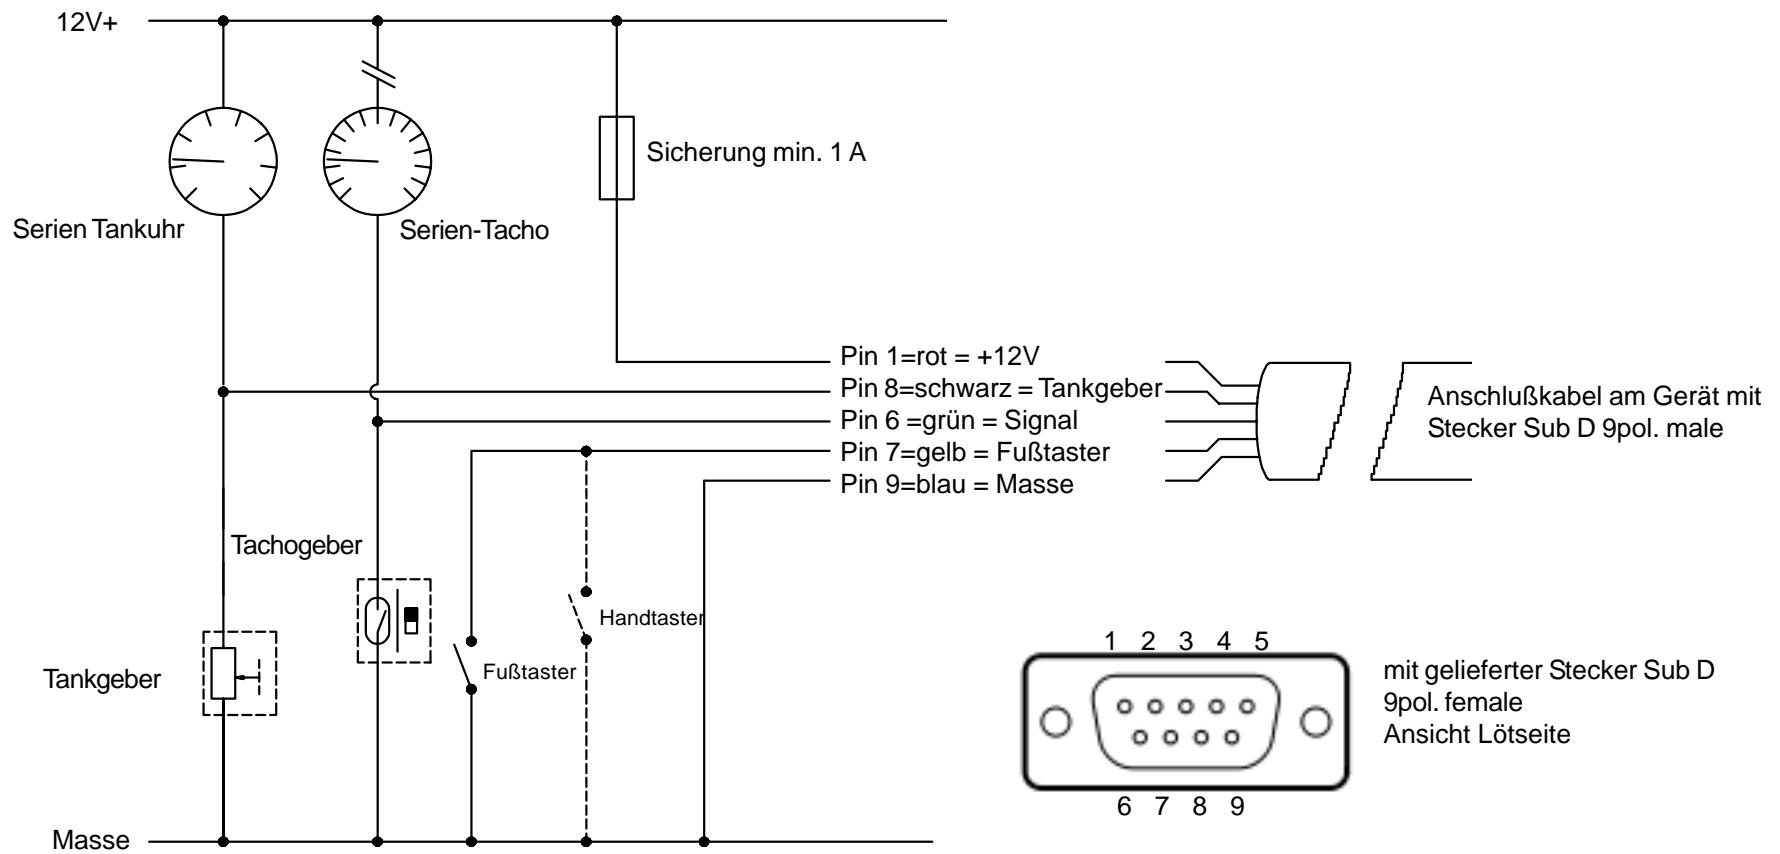 12V+
Sicherung min. 1 A
Serien Tankuhr
Serien-Tacho
Pin 1=rot = +12V
Pin 8=schwarz = Tankgeber
Pin 6 =grün = Signal
Pin 7=gelb = Fußtaster
Pin 9=blau = Masse
Anschlußkabel am Gerät mit
Stecker Sub D 9pol. male
Tachogeber
Handtaster
Fußtaster
Tankgeber
1 2 3 4 5
6 7 8 9
mit gelieferter Stecker Sub D
9pol. female
Ansicht Lötseite
Masse